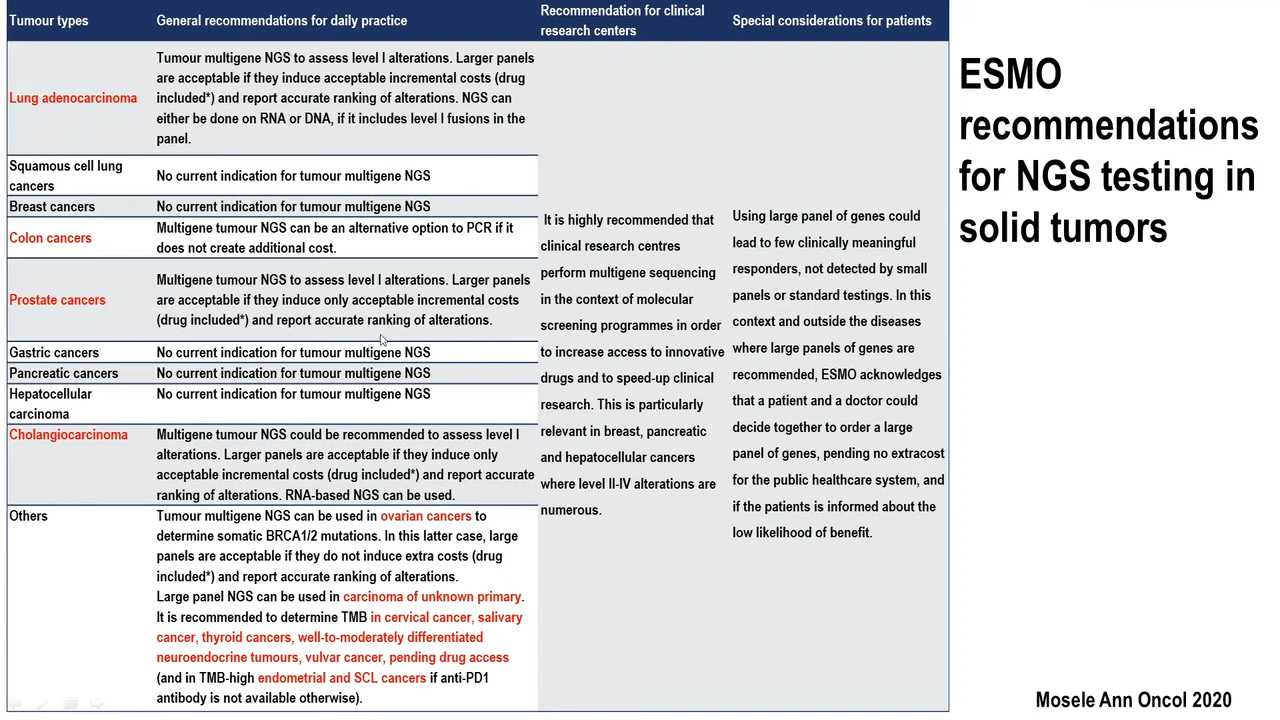 Tumour types
General recommendations for daily practice
Recommendation for clinical
research centers
Special considerations for patients
Lung adenocarcinoma
Tumour multigene NGS to assess level I alterations. Larger panels
are acceptable if they induce acceptable incremental costs (drug
included*) and report accurate ranking of alterations. NGS can
either be done on RNA or DNA, if it includes level I fusions in the
panel.
Squamous cell lung
cancers
No current indication for tumour multigene NGS
Breast cancers
No current indication for tumour multigene NGS
Colon cancers
Multigene tumour NGS can be an alternative option to PCR if it
does not create additional cost.
Prostate cancers
Multigene tumour NGS to assess level I alterations. Larger panels
are acceptable if they induce only acceptable incremental costs
(drug included*) and report accurate ranking of alterations.
Gastric cancers
No current indication for tumour multigene NGS
Pancreatic cancers
No current indication for tumour multigene NGS
Hepatocellular
carcinoma
No current indication for tumour multigene NGS
Cholangiocarcinoma
Multigene tumour NGS could be recommended to assess level I
alterations. Larger panels are acceptable if they induce only
acceptable incremental costs (drug included*) and report accurate
ranking of alterations. RNA-based NGS can be used.
Others
Tumour multigene NGS can be used in ovarian cancers to
determine somatic BRCA1/2 mutations. In this latter case, large
panels are acceptable if they do not induce extra costs (drug
included*) and report accurate ranking of alterations.
Large panel NGS can be used in carcinoma of unknown primary.
It is recommended to determine TMB in cervical cancer, salivary
cancer, thyroid cancers, well-to-moderately differentiated
neuroendocrine tumours, vulvar cancer, pending drug access
(and in TMB-high endometrial and SCL cancers if anti-PD1
antibody is not available otherwise).
It is highly recommended that
clinical research centres
perform multigene sequencing
in the context of molecular
screening programmes in order
to increase access to innovative
drugs and to speed-up clinical
research. This is particularly
relevant in breast, pancreatic
and hepatocellular cancers
where level II-IV alterations are
numerous.
Using large panel of genes could
lead to few clinically meaningful
responders, not detected by small
panels or standard testings. In this
context and outside the diseases
where large panels of genes are
recommended, ESMO acknowledges
that a patient and a doctor could
decide together to order a large
panel of genes, pending no extracost
for the public healthcare system, and
if the patients is informed about the
low likelihood of benefit.
ESMO
recommendations
for NGS testing in
solid tumors
Mosele Ann Oncol 2020